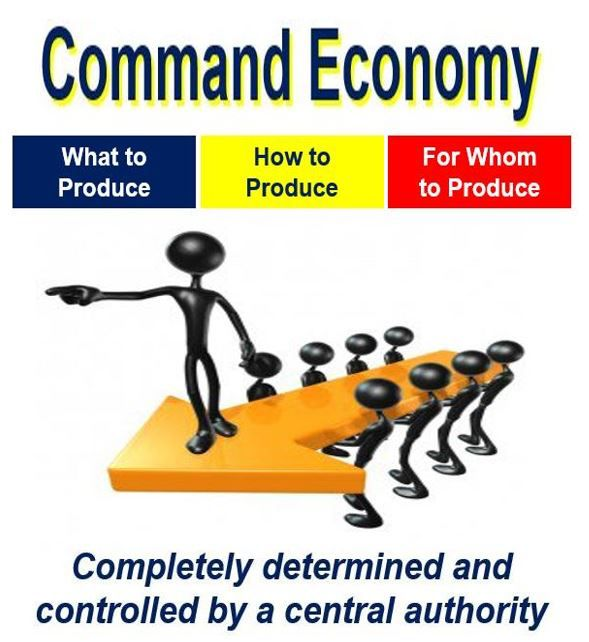 Command Economy
What to
Produce
How to
Produce
For Whom
to Produce
Completely determined and
controlled by a central authority